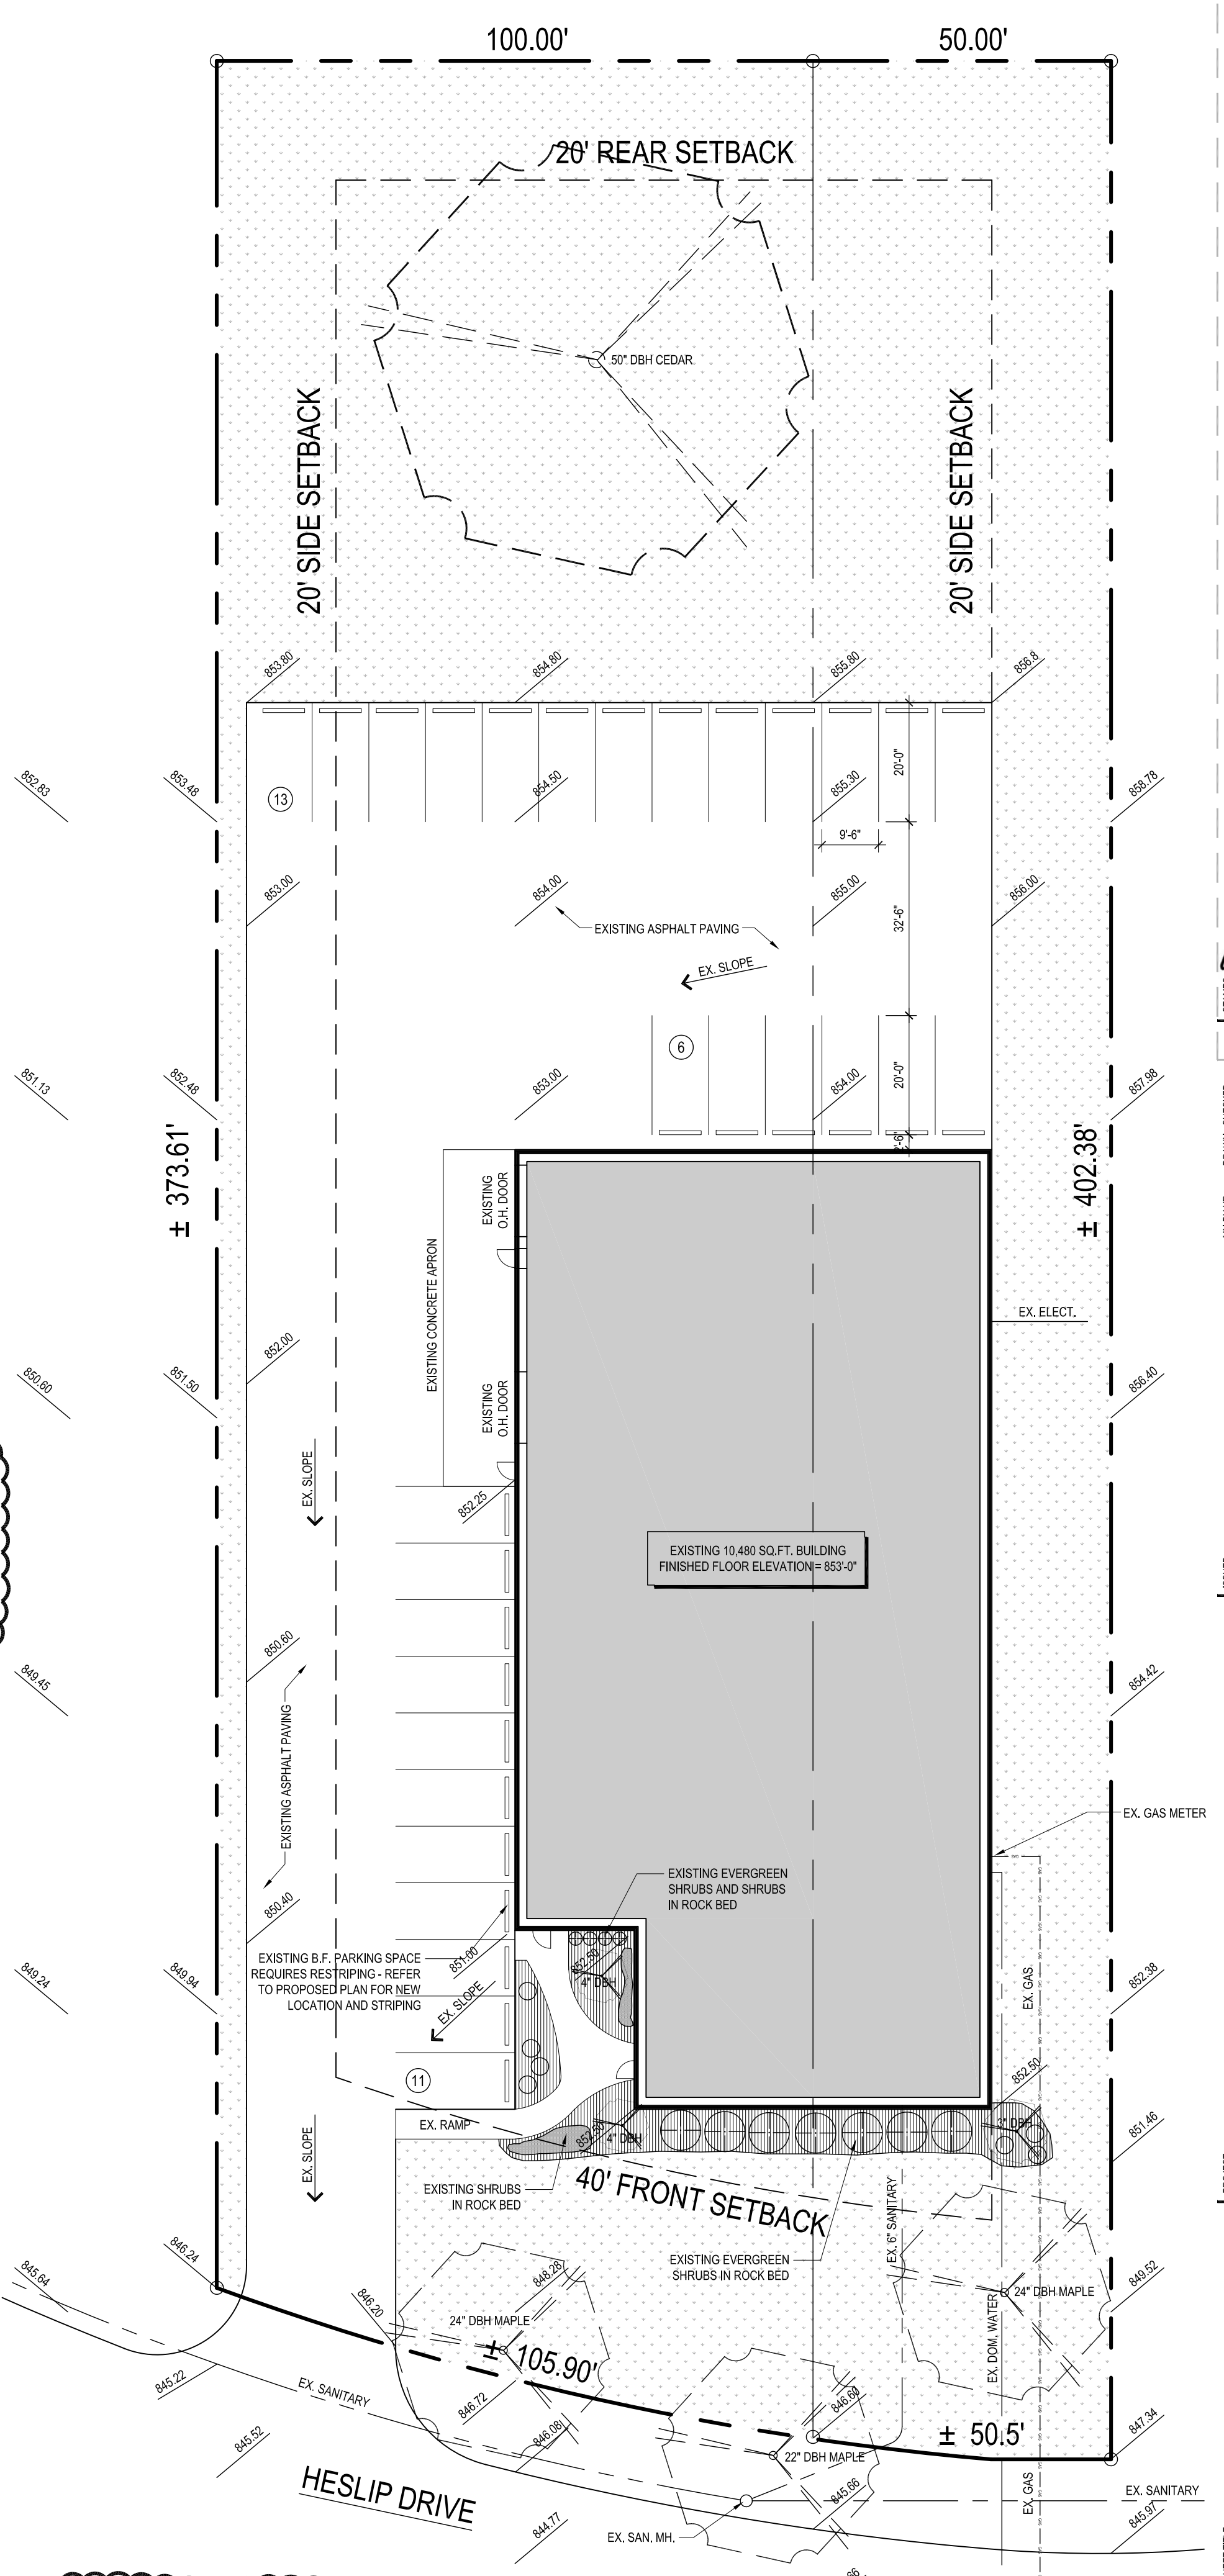 100.00'
50.00'
20' REAR SETBACK
50" DBH CEDAR
20' SIDE SETBACK
20' SIDE SETBACK
853.80
854.80
855.80
856.8
852.83
853.48
13
854.50
855.30
20'-0"
858.78
9'-6"
853.00
854.00
855.00
856.00
32'-6"
EXISTING ASPHALT PAVING
EX. SLOPE
6
851.13
852.48
853.00
854.00
20'-0"
857.98
± 373.61'
± 402.38'
EXISTING
O.H. DOOR
EXISTING CONCRETE APRON
EX. ELECT.
852.00
850.60
851.50
856.40
EXISTING
O.H. DOOR
EX. SLOPE
852.25
EXISTING 10,480 SQ.FT. BUILDING
FINISHED FLOOR ELEVATION = 853'-0"
850.60
849.45
854.42
EXISTING ASPHALT PAVING
EX. GAS METER
EXISTING EVERGREEN
SHRUBS AND SHRUBS
IN ROCK BED
850.40
EXISTING B.F. PARKING SPACE
REQUIRES RESTRIPING - REFER
TO PROPOSED PLAN FOR NEW
LOCATION AND STRIPING
851.00
852.50
4" DBH
849.24
849.94
EX. SLOPE
EX. GAS
852.38
11
852.50
EX. RAMP
852.50
4" DBH
3" DBH
851.46
EX. SLOPE
EXISTING SHRUBS
IN ROCK BED
40' FRONT SETBACK
EX. 6" SANITARY
EXISTING EVERGREEN
SHRUBS IN ROCK BED
845.64
846.24
846.20
848.28
24" DBH MAPLE
849.52
24" DBH MAPLE
EX. DOM. WATER
± 105.90'
845.22
EX. SANITARY
846.72
846.60
± 50.5'
847.34
845.52
846.08
22" DBH MAPLE
HESLIP DRIVE
845.66
EX. GAS
EX. SANITARY
845.97
844.77
EX. SAN. MH.